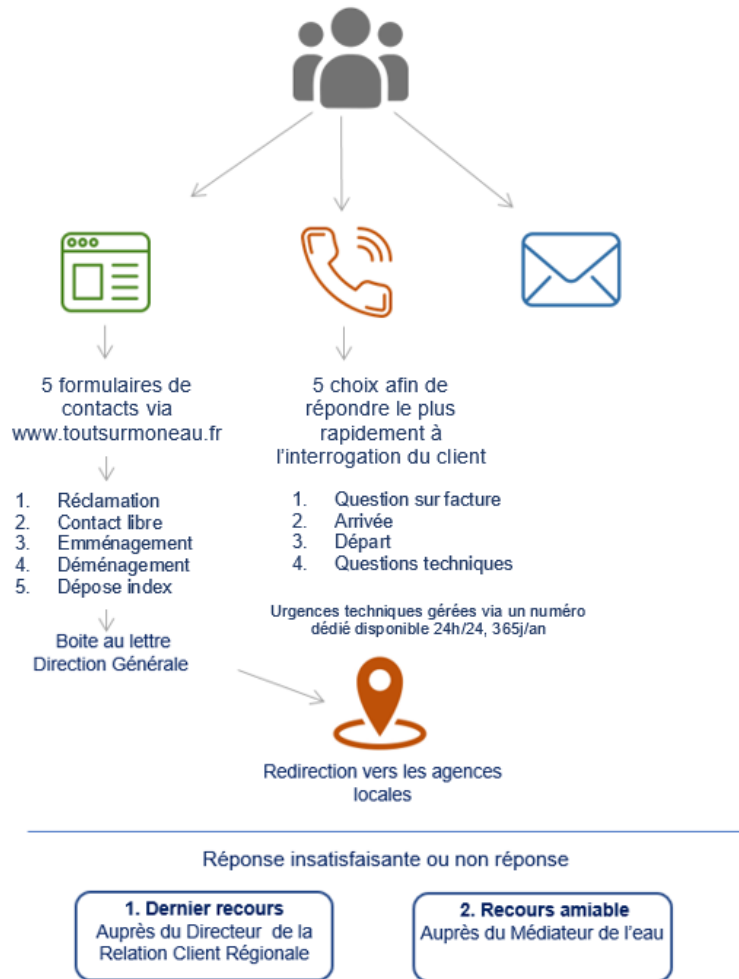 5 formulaires de
contacts via
www.toutsurmoneau.fr
1. Réclamation
2. Contact libre
3. Emménagement
4. Déménagement
5. Dépose index
Boite au lettre
Direction Générale
5 choix afin de
répondre le plus
rapidement à
l'interrogation du client
1. Question sur facture
2. Arrivée
3. Départ
4. Questions techniques
Urgences techniques gérées via un numéro
dédié disponible 24h/24, 365j/an
Redirection vers les agences
locales
Réponse insatisfaisante ou non réponse
1. Dernier recours
Auprès du Directeur de la
Relation Client Régionale
2. Recours amiable
Auprès du Médiateur de l'eau